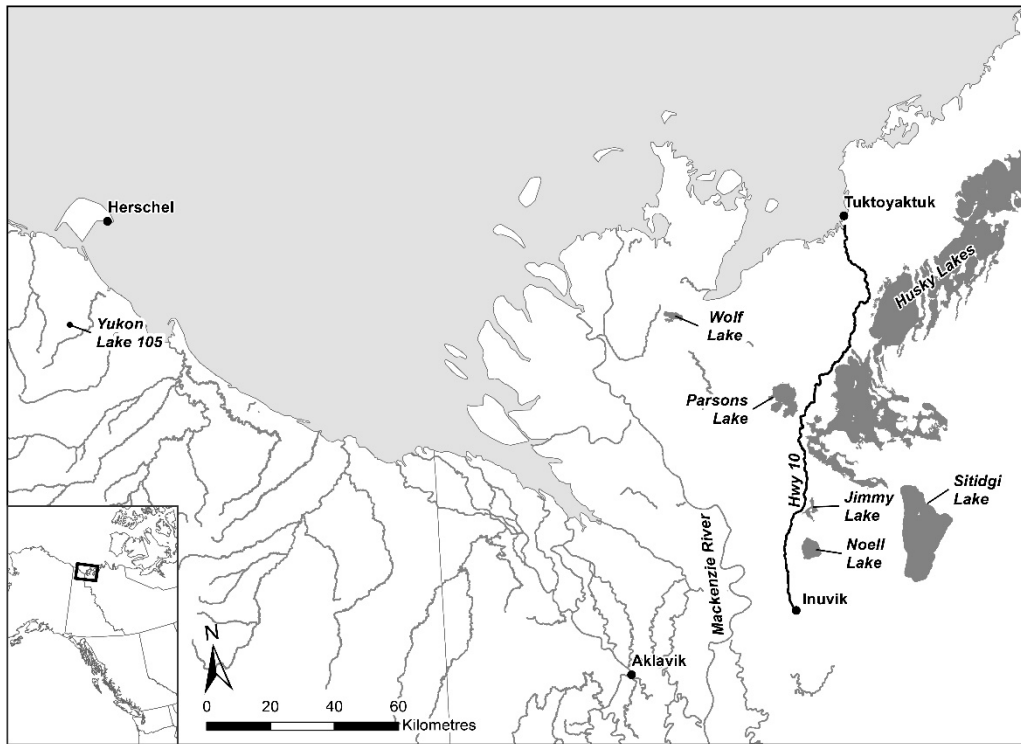 Herschel
Tuktoyaktuk
Husky Lakes
Yukon
Lake 105
Wolf
Lake
Parsons
Lake
Hwy 10
Jimmy
Lake
Sitidgi
Lake
Noell
Lake
Mackenzie River
Inuvik
Aklavik
N
0 20 40 60
Kilometres